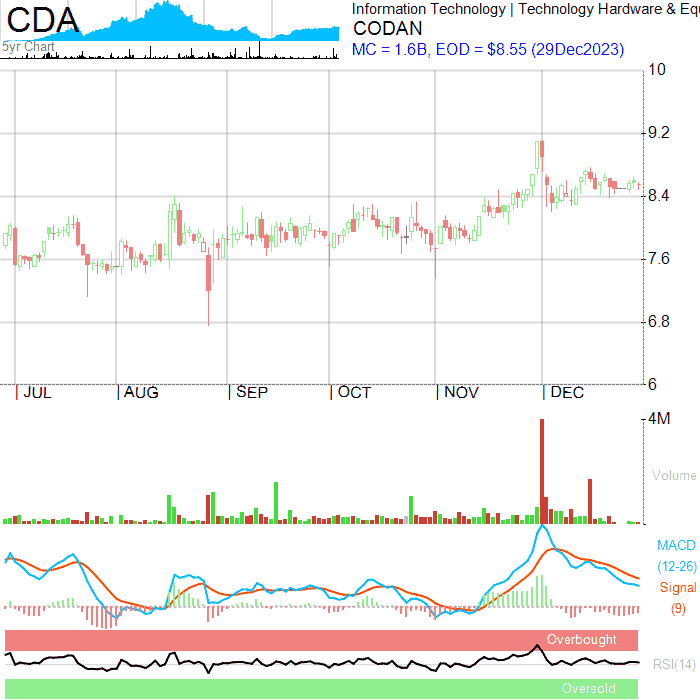 CDA
5yr Chart
Information Technology | Technology Hardware & Equ
CODAN
MC = 1.6B, EOD = $8.55 (29Dec2023)
10
9.2
8.4
7.6
6.8
6
JUL AUG SEP OCT NOV DEC
4M
Volume
MACD
(12-26)
Signal
(9)
Overbought
RSI(14)
Oversold